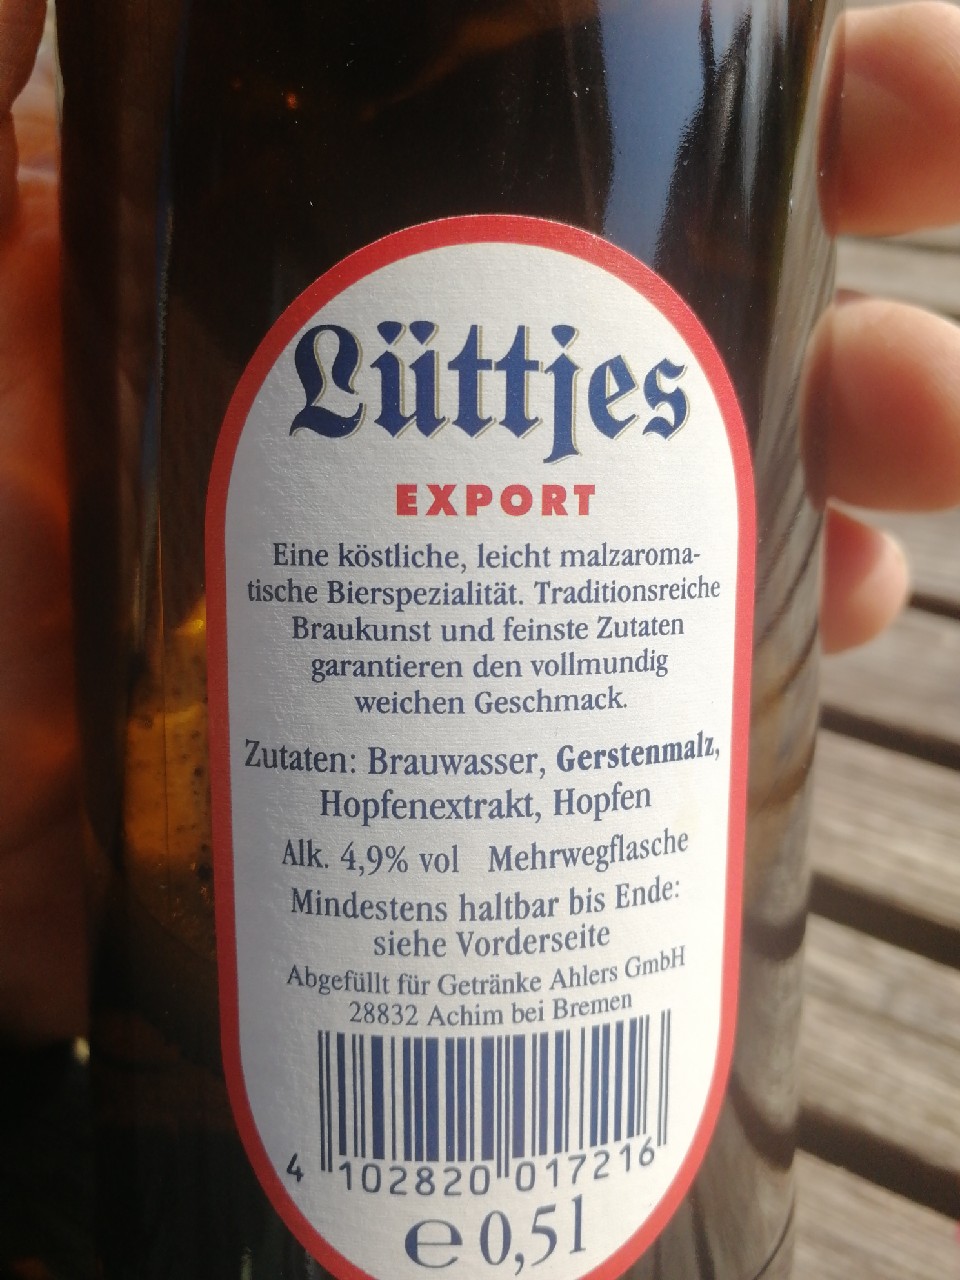 Lüttjes
EXPORT
Eine köstliche, leicht malzaroma-
tische Bierspezialität. Traditionsreiche
Braukunst und feinste Zutaten
garantieren den vollmundig
weichen Geschmack.
Zutaten: Brauwasser, Gerstenmalz,
Hopfenextrakt, Hopfen
Alk. 4,9% vol Mehrwegflasche
Mindestens haltbar bis Ende:
siehe Vorderseite
Abgefüllt für Getränke Ahlers GmbH
28832 Achim bei Bremen
4 102820 017216
e 0,5l